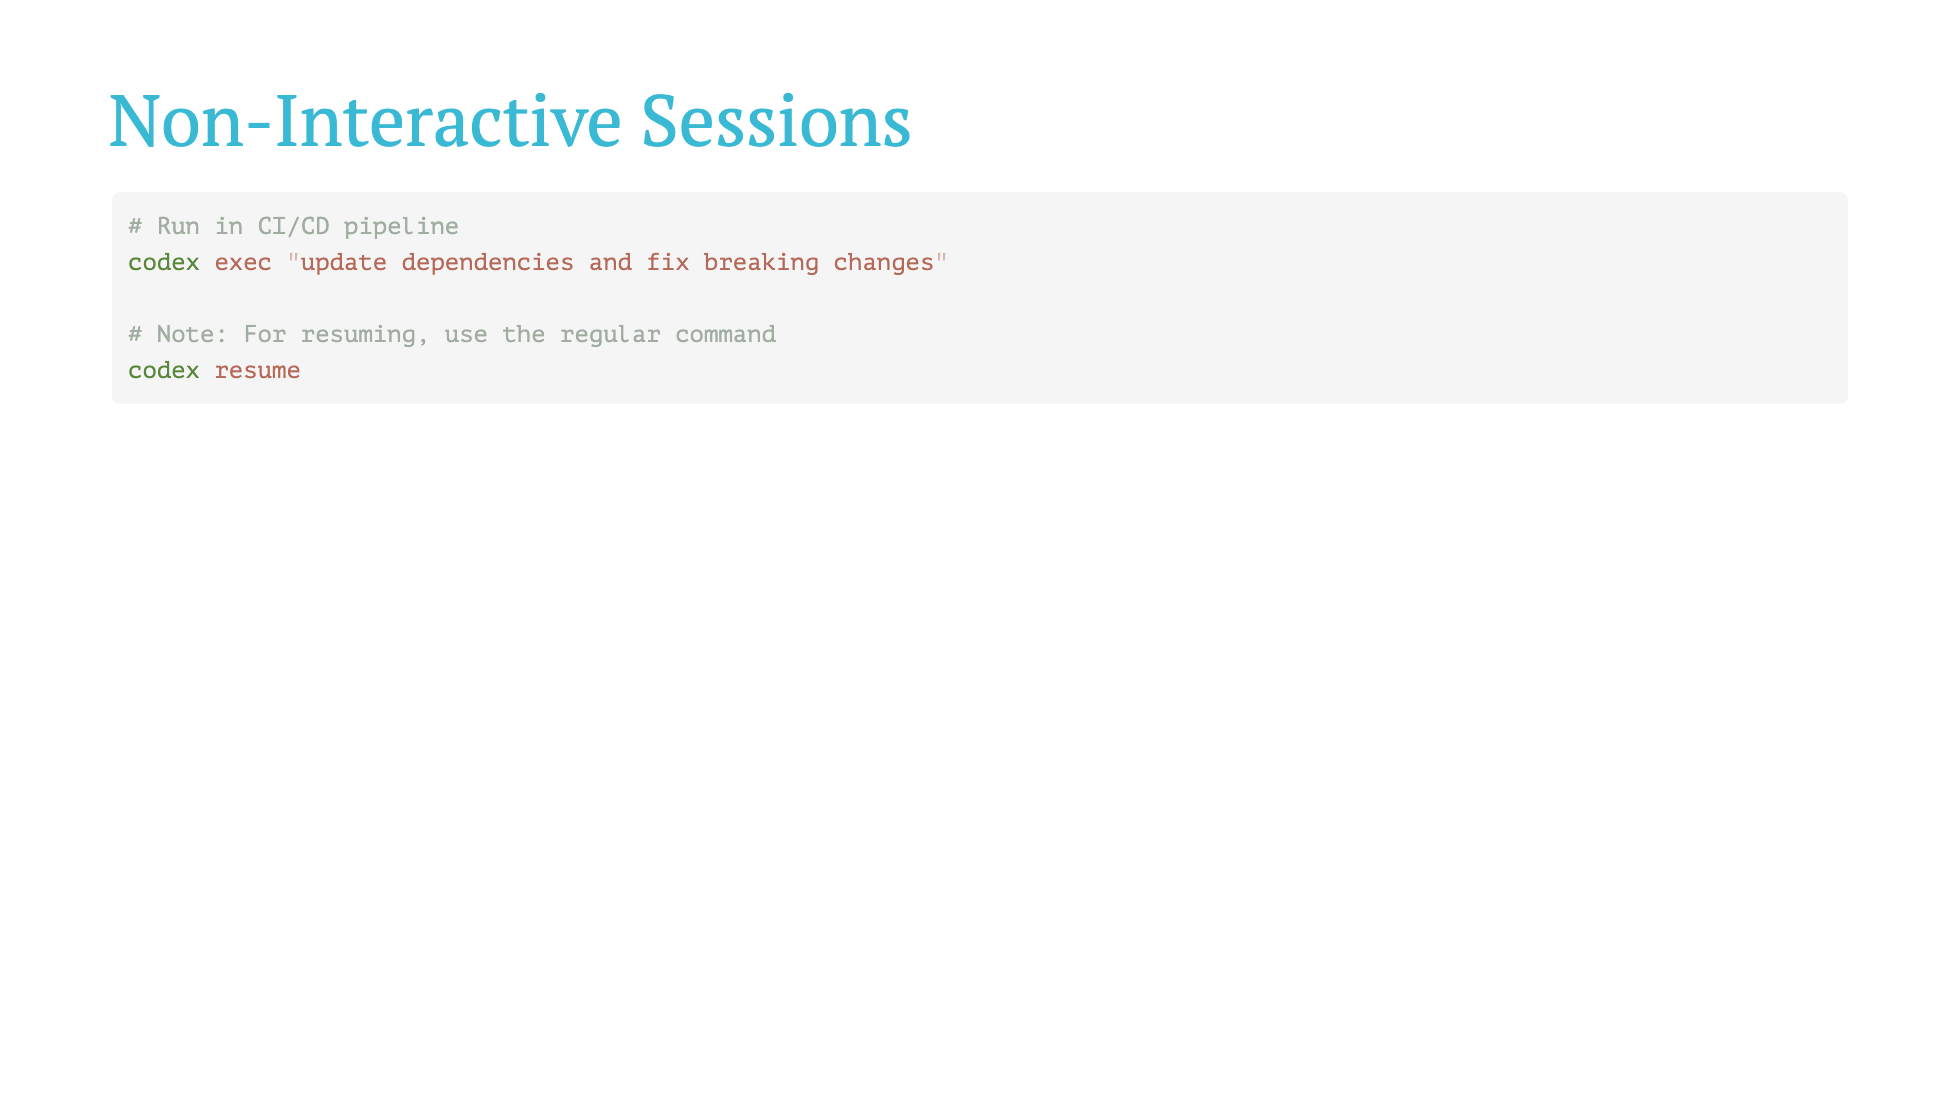 Non-Interactive Sessions
# Run in CI/CD pipeline
codex exec "update dependencies and fix breaking changes"
# Note: For resuming, use the regular command
codex resume